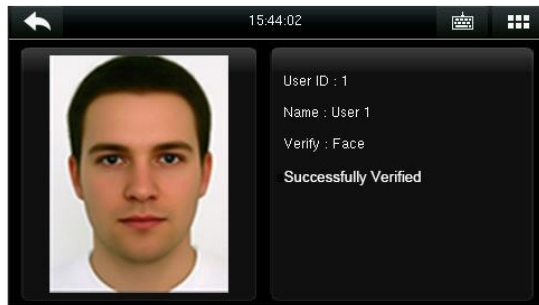 15:44:02
User ID : 1
Name : User 1
Verify : Face
Successfully Verified